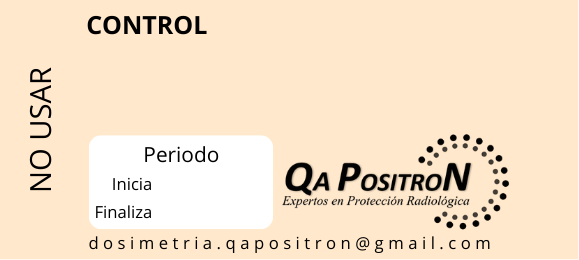 CONTROL
NO USAR
Periodo
Inicia
Finaliza
QA POSITRON
Expertos en Protección Radiológica
dosimetria.qapositron@gmail.com